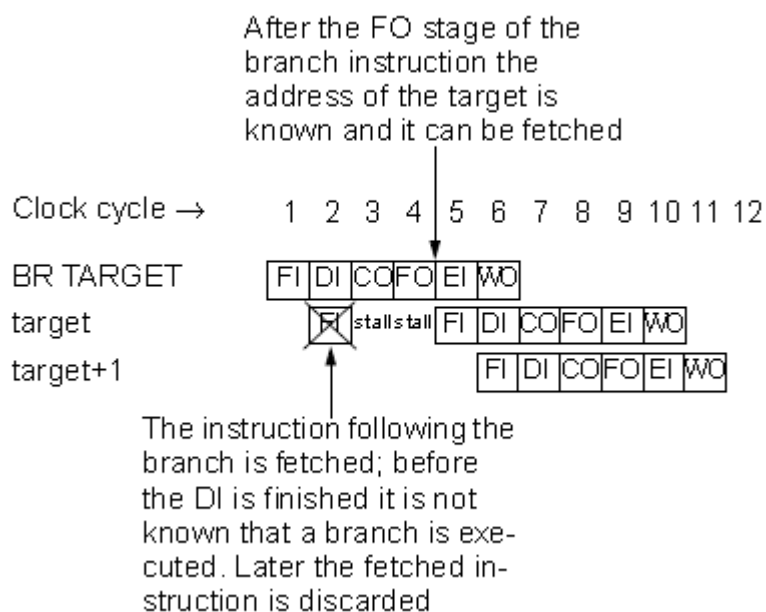 After the FO stage of the
branch instruction the
address of the target is
known and it can be fetched
Clock cycle → 1 2 3 4 5 6 7 8 9 10 11 12
BR TARGET FI DI CO FO EI WO
target FI stall stall FI DI CO FO EI WO
target+1 FI DI CO FO EI WO
The instruction following the
branch is fetched; before
the DI is finished it is not
known that a branch is exe-
cuted. Later the fetched in-
struction is discarded